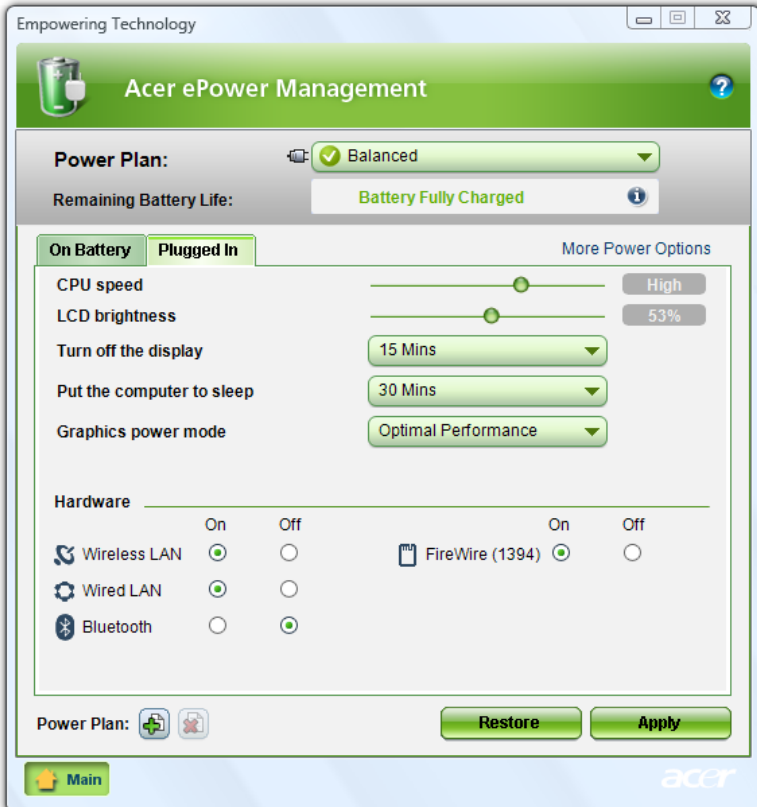 Empowering Technology
Acer ePower Management
Power Plan: Balanced
Remaining Battery Life: Battery Fully Charged
On Battery Plugged In More Power Options
CPU speed High
LCD brightness 53%
Turn off the display 15 Mins
Put the computer to sleep 30 Mins
Graphics power mode Optimal Performance
Hardware
On Off On Off
Wireless LAN FireWire (1394)
Wired LAN
Bluetooth
Power Plan: Restore Apply
Main acer